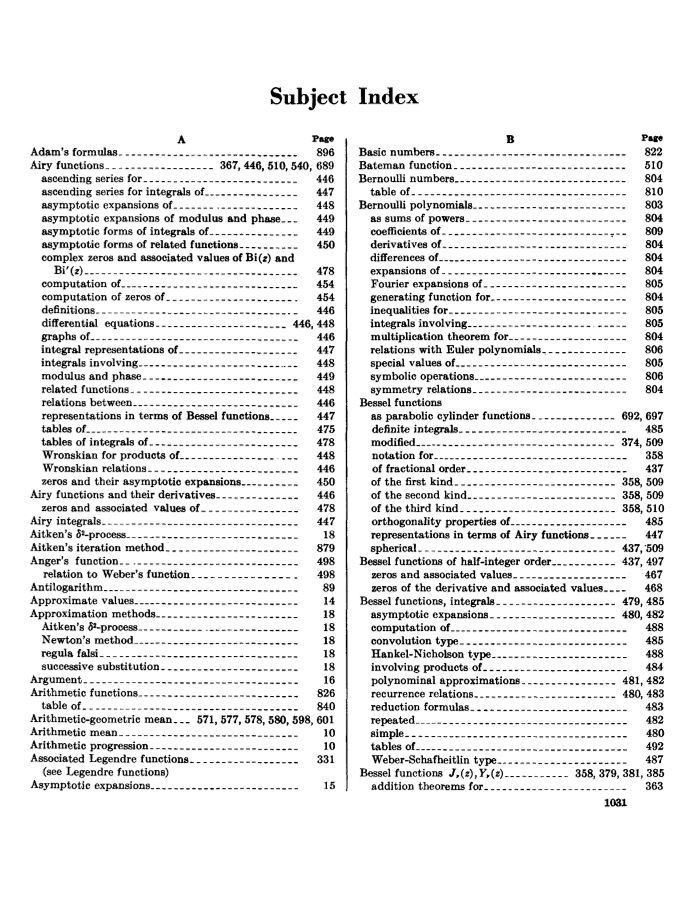 Subject Index
A Page
Adam's formulas 896
Airy functions 367, 446, 510, 540, 689
ascending series for 446
ascending series for integrals of 447
asymptotic expansions of 448
asymptotic expansions of modulus and phase 449
asymptotic forms of integrals of 449
asymptotic forms of related functions 450
complex zeros and associated values of Bi(z) and
Bi′(z) 478
computation of 454
computation of zeros of 454
definitions 446
differential equations 446, 448
graphs of 446
integral representations of 447
integrals involving 448
modulus and phase 449
related functions 448
relations between 446
representations in terms of Bessel functions 447
tables of 475
tables of integrals of 478
Wronskian for products of 448
Wronskian relations 446
zeros and their asymptotic expansions 450
Airy functions and their derivatives 446
zeros and associated values of 478
Airy integrals 447
Aitken's δ²-process 18
Aitken's iteration method 879
Anger's function 498
relation to Weber's function 498
Antilogarithm 89
Approximate values 14
Approximation methods 18
Aitken's δ²-process 18
Newton's method 18
regula falsi 18
successive substitution 18
Argument 16
Arithmetic functions 826
table of 840
Arithmetic-geometric mean 571, 577, 578, 580, 598, 601
Arithmetic mean 10
Arithmetic progression 10
Associated Legendre functions 331
(see Legendre functions)
Asymptotic expansions 15
B Page
Basic numbers 822
Bateman function 510
Bernoulli numbers 804
table of 810
Bernoulli polynomials 803
as sums of powers 804
coefficients of 809
derivatives of 804
differences of 804
expansions of 804
Fourier expansions of 805
generating function for 804
inequalities for 805
integrals involving 805
multiplication theorem for 804
relations with Euler polynomials 806
special values of 805
symbolic operations 806
symmetry relations 804
Bessel functions
as parabolic cylinder functions 692, 697
definite integrals 485
modified 374, 509
notation for 358
of fractional order 437
of the first kind 358, 509
of the second kind 358, 509
of the third kind 358, 510
orthogonality properties of 485
representations in terms of Airy functions 447
spherical 437, 509
Bessel functions of half-integer order 437, 497
zeros and associated values 467
zeros of the derivative and associated values 468
Bessel functions, integrals 479, 485
asymptotic expansions 480, 482
computation of 488
convolution type 485
Hankel-Nicholson type 488
involving products of 484
polynominal approximations 481, 482
recurrence relations 480, 483
reduction formulas 483
repeated 482
simple 480
tables of 492
Weber-Schafheitlin type 487
Bessel functions Jᵥ(z), Yᵥ(z) 358, 379, 381, 385
addition theorems for 363
1031